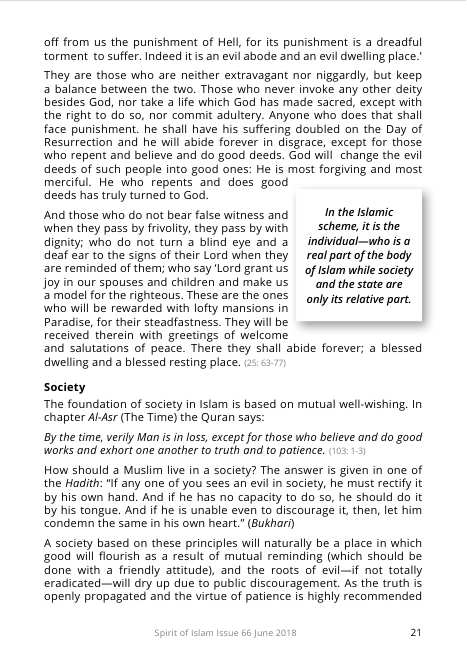 off from us the punishment of Hell, for its punishment is a dreadful
torment to suffer. Indeed it is an evil abode and an evil dwelling place.'
They are those who are neither extravagant nor niggardly, but keep
a balance between the two. Those who never invoke any other deity
besides God, nor take a life which God has made sacred, except with
the right to do so, nor commit adultery. Anyone who does that shall
face punishment. he shall have his suffering doubled on the Day of
Resurrection and he will abide forever in disgrace, except for those
who repent and believe and do good deeds. God will change the evil
deeds of such people into good ones: He is most forgiving and most
merciful. He who repents and does good
deeds has truly turned to God.
And those who do not bear false witness and
when they pass by frivolity, they pass by with
dignity; who do not turn a blind eye and a
deaf ear to the signs of their Lord when they
are reminded of them; who say 'Lord grant us
joy in our spouses and children and make us
a model for the righteous. These are the ones
who will be rewarded with lofty mansions in
Paradise, for their steadfastness. They will be
received therein with greetings of welcome
and salutations of peace. There they shall abide forever; a blessed
dwelling and a blessed resting place. (25: 63-77)
In the Islamic
scheme, it is the
individual—who is a
real part of the body
of Islam while society
and the state are
only its relative part.
Society
The foundation of society in Islam is based on mutual well-wishing. In
chapter Al-Asr (The Time) the Quran says:
By the time, verily Man is in loss, except for those who believe and do good
works and exhort one another to truth and to patience. (103: 1-3)
How should a Muslim live in a society? The answer is given in one of
the Hadith: “If any one of you sees an evil in society, he must rectify it
by his own hand. And if he has no capacity to do so, he should do it
by his tongue. And if he is unable even to discourage it, then, let him
condemn the same in his own heart.” (Bukhari)
A society based on these principles will naturally be a place in which
good will flourish as a result of mutual reminding (which should be
done with a friendly attitude), and the roots of evil—if not totally
eradicated—will dry up due to public discouragement. As the truth is
openly propagated and the virtue of patience is highly recommended
Spirit of Islam Issue 66 June 2018
21